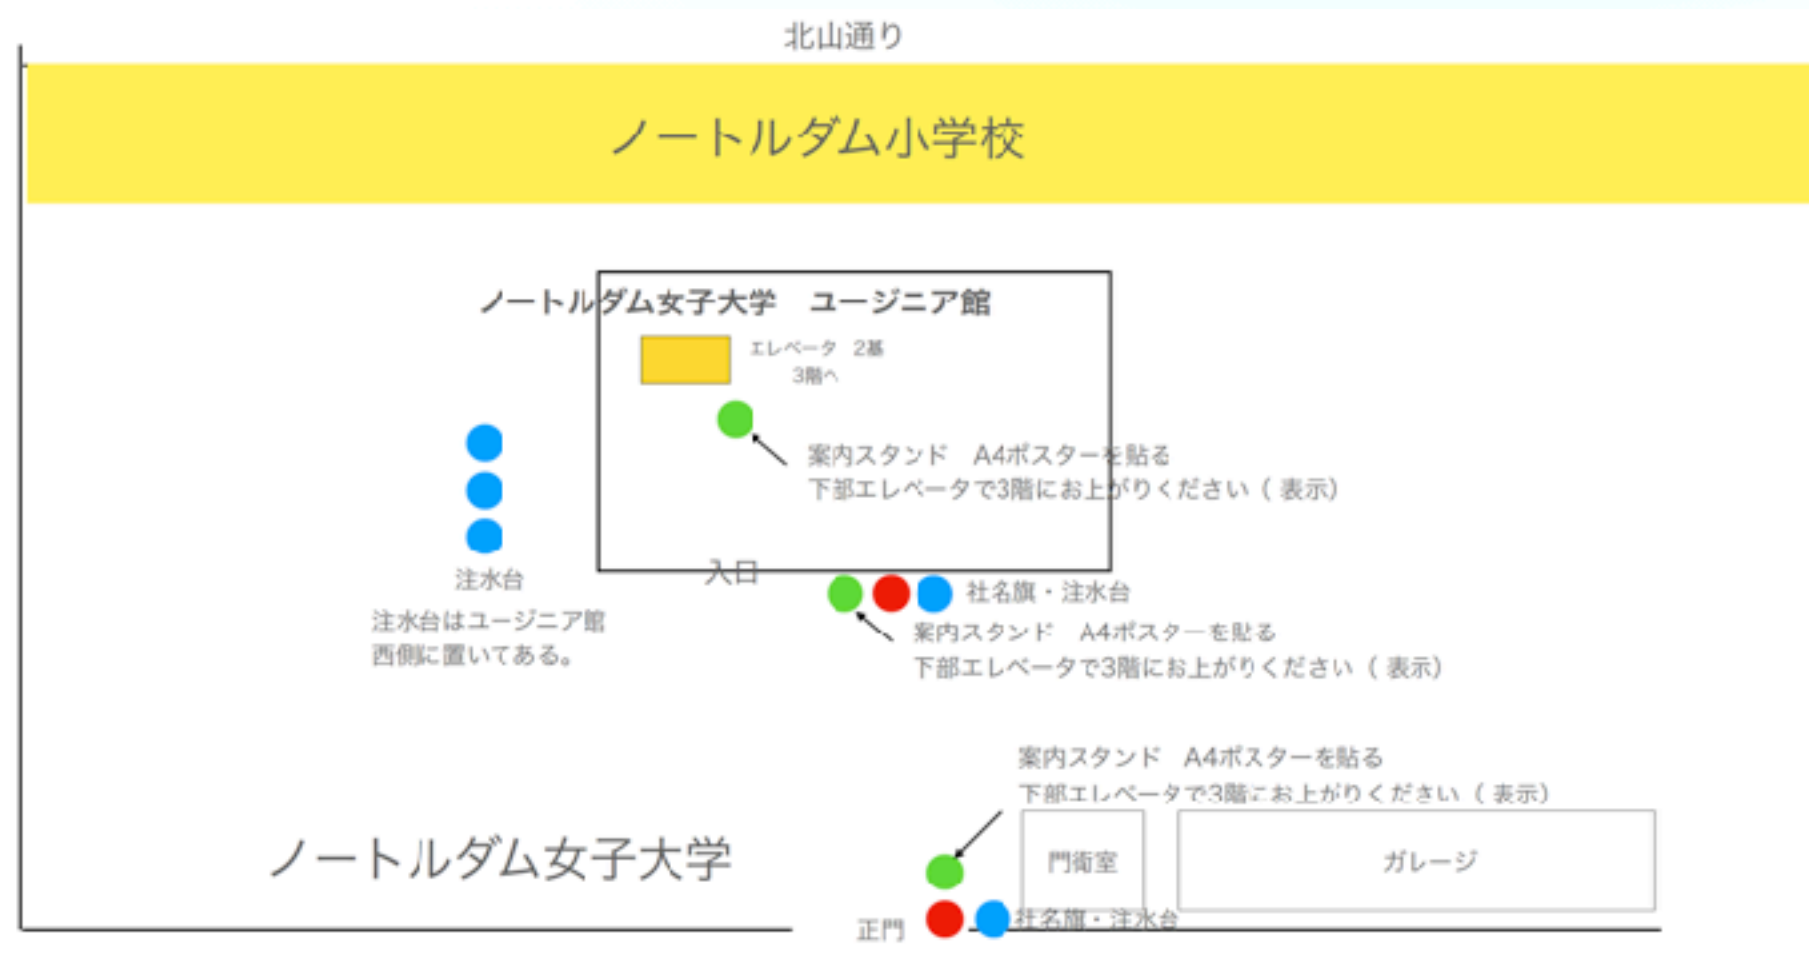 北山通り
ノートルダム小学校
ノートルダム女子大学　ユージニア館
エレベータ　2基
3階へ
案内スタンド　A4ポスターを貼る
下部エレベータで3階にお上がりください（表示）
注水台
注水台はユージニア館
西側に置いてある。
入口
社名旗・注水台
案内スタンド　A4ポスターを貼る
下部エレベータで3階にお上がりください（表示）
案内スタンド　A4ポスターを貼る
下部エレベータで3階にお上がりください（表示）
ノートルダム女子大学
門衛室
ガレージ
正門
社名旗・注水台